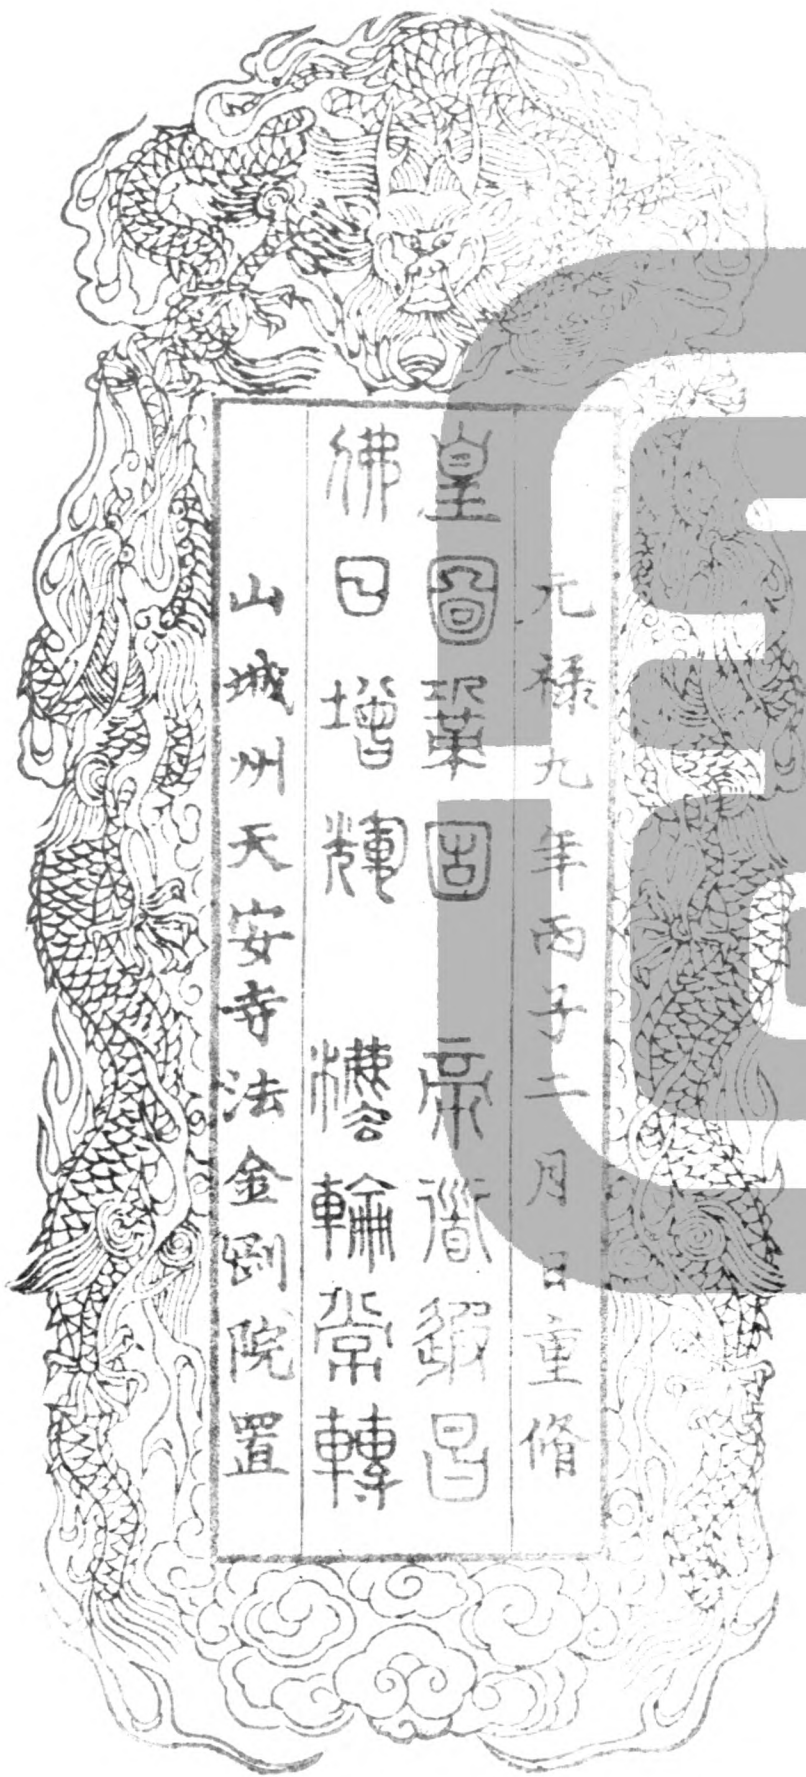 元禄九年丙子二月日重脩
皇圖鞏固　帝道遐昌
佛日增輝　法輪常轉
山城州天安寺法金剛院置